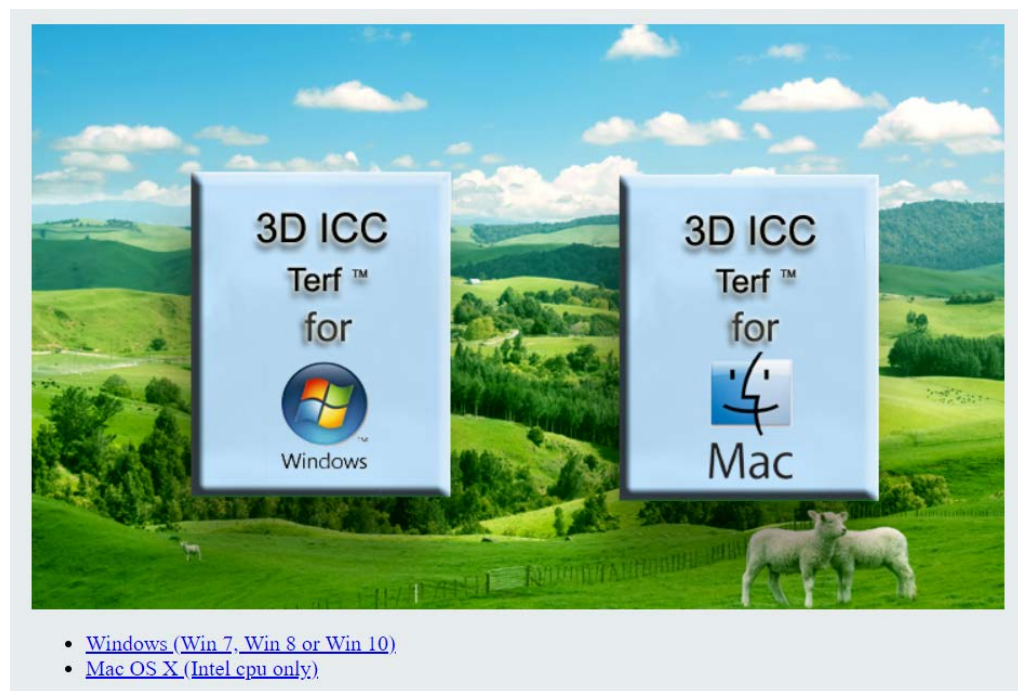 3D ICC
Terf ™
for
Windows ™
3D ICC
Terf ™
for
Mac
Windows (Win 7, Win 8 or Win 10)
Mac OS X (Intel cpu only)